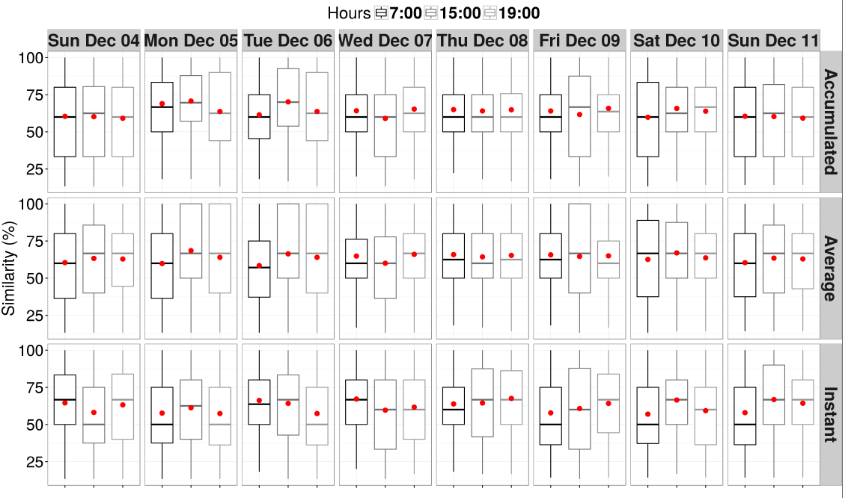 Hours 7:00 15:00 19:00
Sun Dec 04 Mon Dec 05 Tue Dec 06 Wed Dec 07 Thu Dec 08 Fri Dec 09 Sat Dec 10 Sun Dec 11
100
75
50
25
Accumulated
Similarity (%)
100
75
50
25
Average
100
75
50
25
Instant